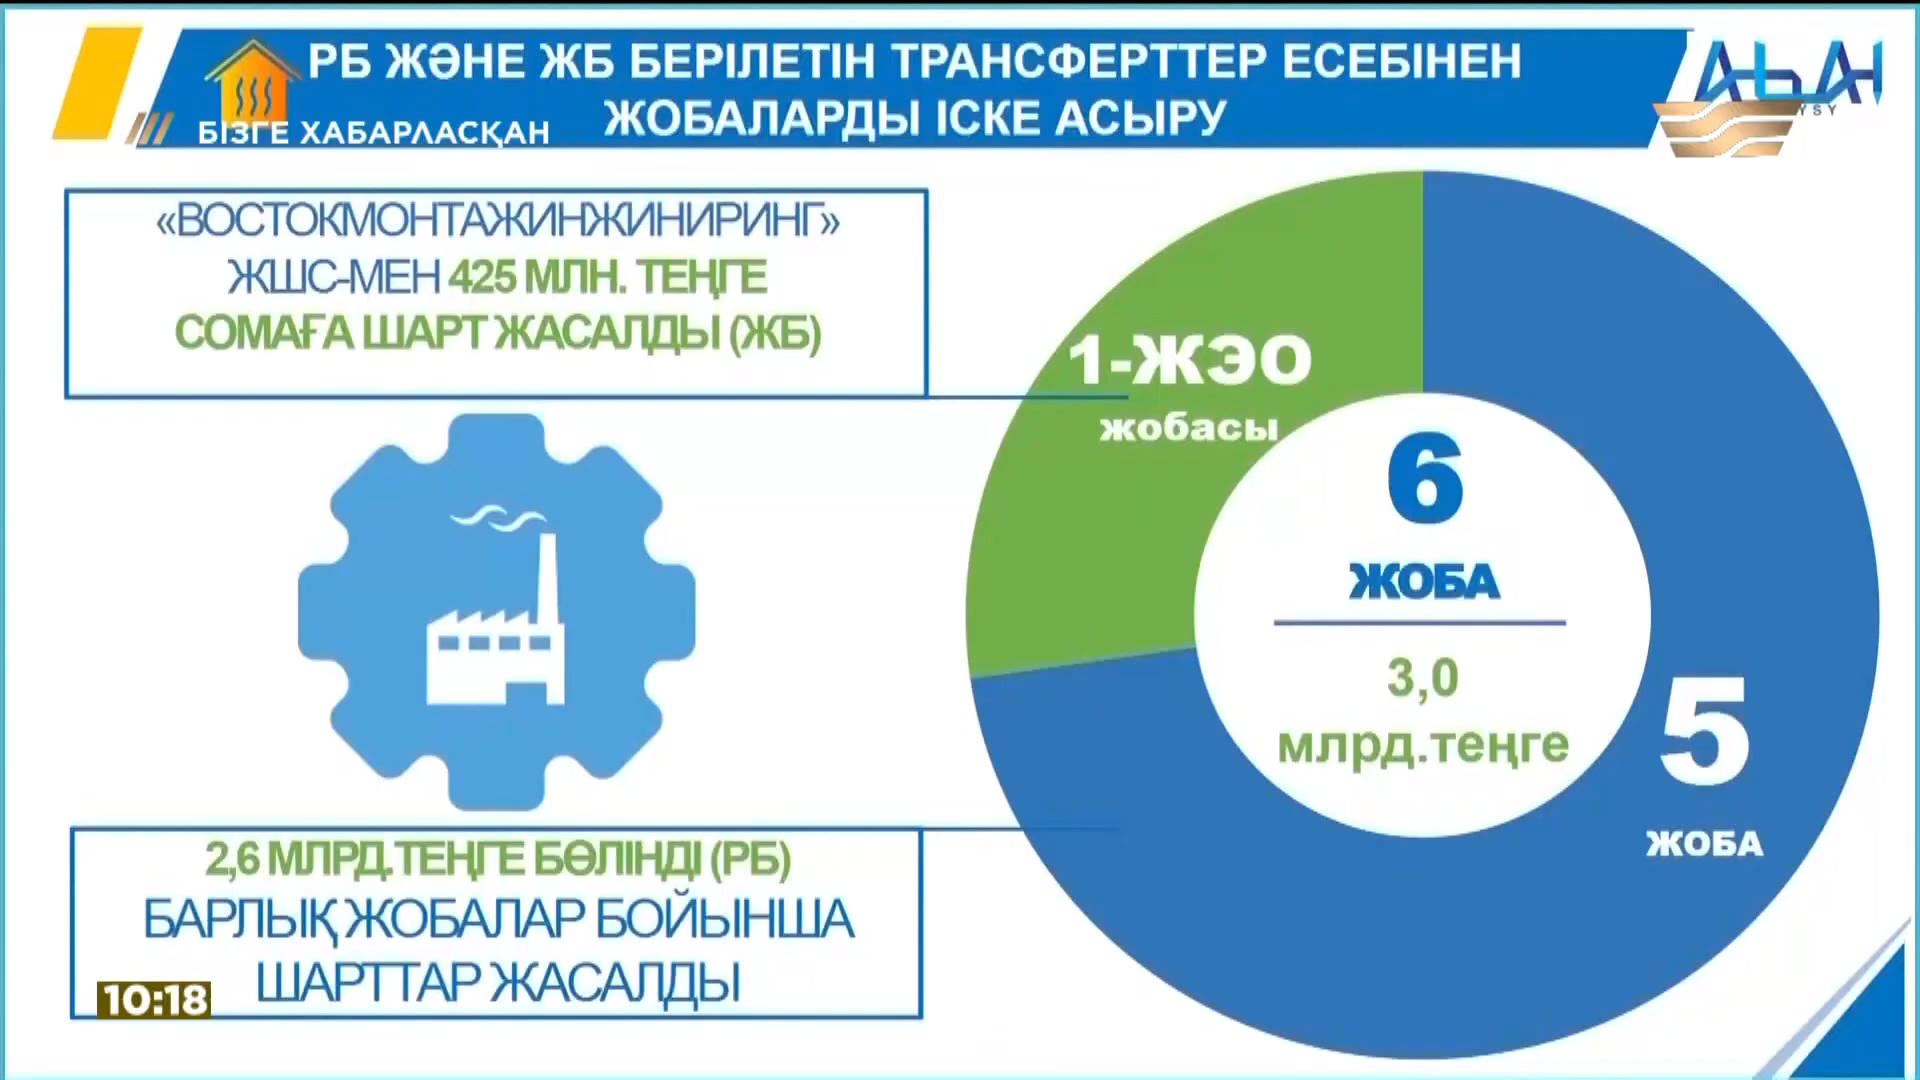 РБ ЖӘНЕ ЖБ БЕРІЛЕТІН ТРАНСФЕРТТЕР ЕСЕБІНЕН
ЖОБАЛАРДЫ ІСКЕ АСЫРУ
БІЗГЕ ХАБАРЛАСҚАН
«ВОСТОКМОНТАЖИНЖИНИРИНГ»
ЖШС-МЕН 425 МЛН. ТЕҢГЕ
СОМАҒА ШАРТ ЖАСАЛДЫ (ЖБ)
1-ЖЭО
жобасы
6
ЖОБА
3,0
млрд.теңге
5
ЖОБА
2,6 МЛРД.ТЕҢГЕ БӨЛІНДІ (РБ)
БАРЛЫҚ ЖОБАЛАР БОЙЫНША
ШАРТТАР ЖАСАЛДЫ
10:18